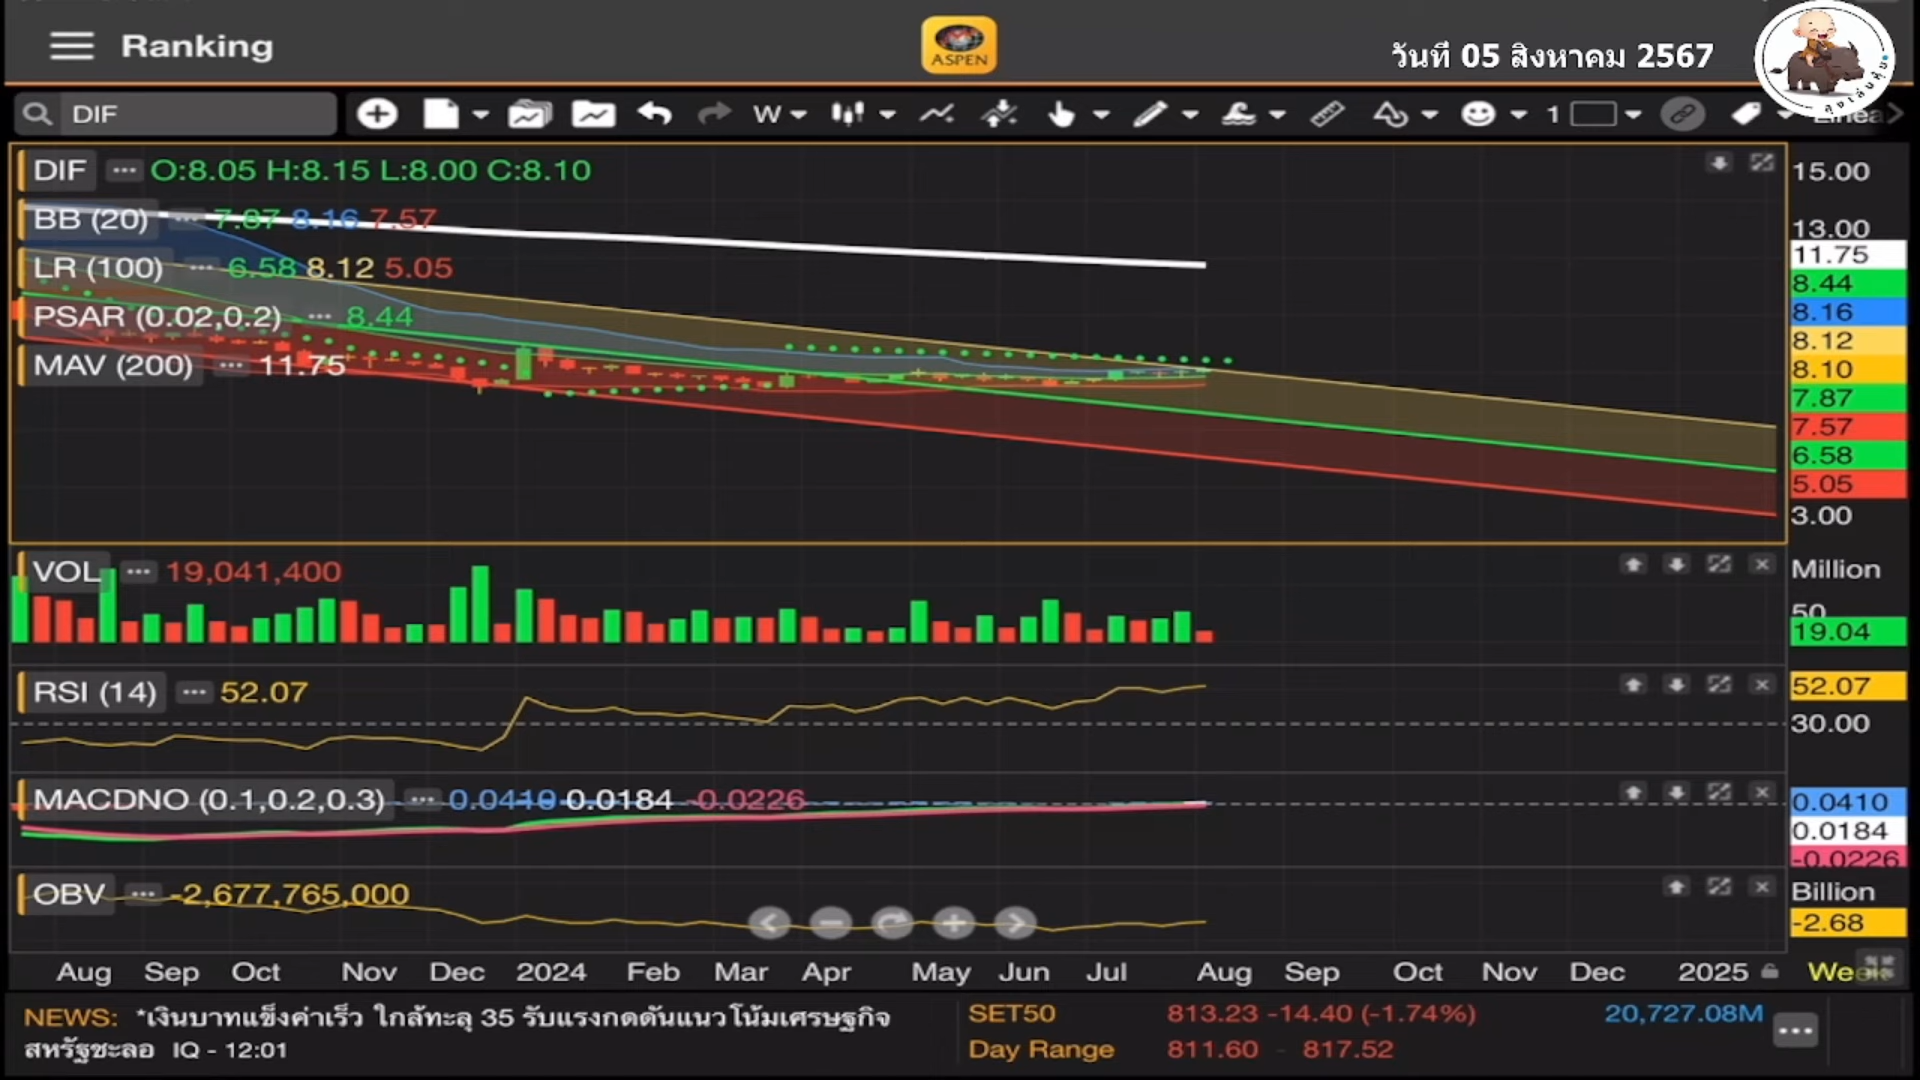 Ranking
ASPEN
วันที่ 05 สิงหาคม 2567
ลุงเล่นหุ้น
DIF
W
1
DIF ... O:8.05 H:8.15 L:8.00 C:8.10
BB (20) ... 7.87 8.16 7.57
LR (100) ... 6.58 8.12 5.05
PSAR (0.02,0.2) ... 8.44
MAV (200) ... 11.75
15.00
13.00
11.75
8.44
8.16
8.12
8.10
7.87
7.57
6.58
5.05
3.00
VOL ... 19,041,400
Million
50
19.04
RSI (14) ... 52.07
52.07
30.00
MACDNO (0.1,0.2,0.3) ... 0.0410 0.0184 -0.0226
0.0410
0.0184
-0.0226
OBV ... -2,677,765,000
Billion
-2.68
Aug Sep Oct Nov Dec 2024 Feb Mar Apr May Jun Jul Aug Sep Oct Nov Dec 2025
NEWS: *เงินบาทแข็งค่าเร็ว ใกล้ทะลุ 35 รับแรงกดดันแนวโน้มเศรษฐกิจ
สหรัฐชะลอ IQ - 12:01
SET50 813.23 -14.40 (-1.74%) 20,727.08M
Day Range 811.60 - 817.52